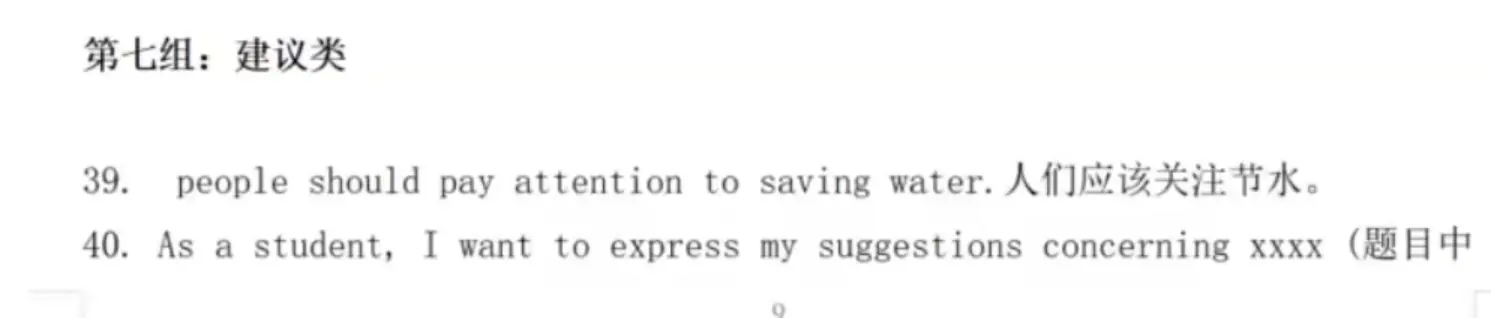 第七组：建议类
39. people should pay attention to saving water.人们应该关注节水。
40. As a student, I want to express my suggestions concerning xxxx (题目中
9